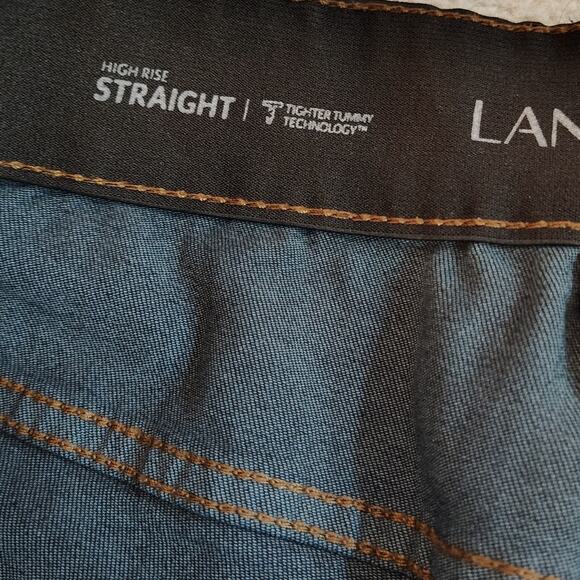 HIGH RISE
STRAIGHT | TIGHTER TUMMY
TECHNOLOGY™
LAN